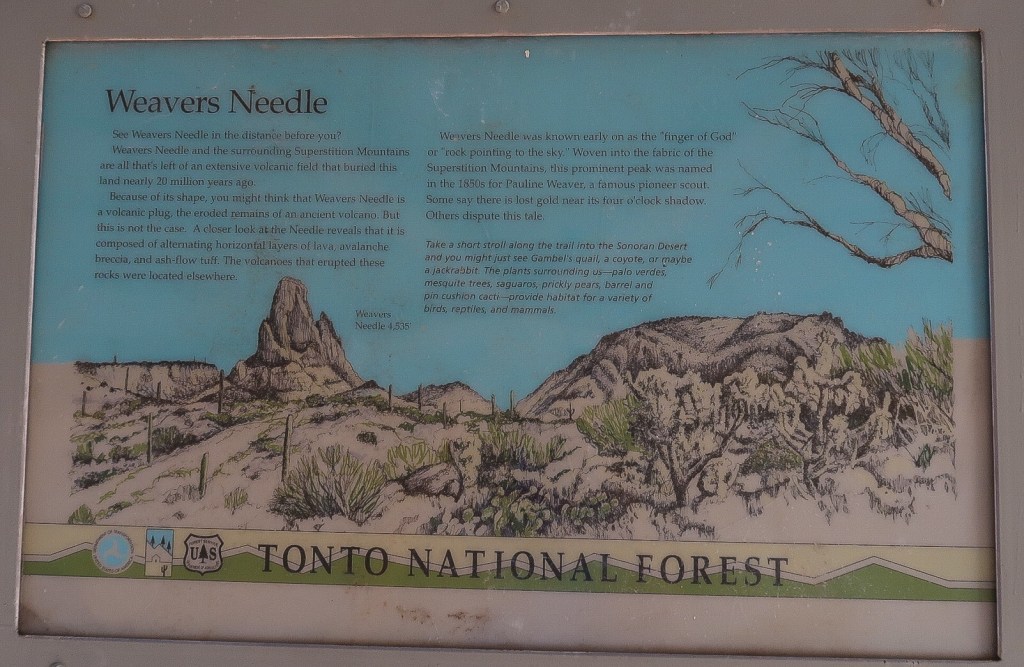 Weavers Needle
See Weavers Needle in the distance before you?
Weavers Needle and the surrounding Superstition Mountains
are all that's left of an extensive volcanic field that buried this
land nearly 20 million years ago.
Because of its shape, you might think that Weavers Needle is
a volcanic plug, the eroded remains of an ancient volcano. But
this is not the case. A closer look at the Needle reveals that it is
composed of alternating horizontal layers of lava, avalanche
breccia, and ash-flow tuff. The volcanoes that erupted these
rocks were located elsewhere.
Weavers Needle was known early on as the "finger of God"
or "rock pointing to the sky." Woven into the fabric of the
Superstition Mountains, this prominent peak was named
in the 1850s for Pauline Weaver, a famous pioneer scout.
Some say there is lost gold near its four o'clock shadow.
Others dispute this tale.
Take a short stroll along the trail into the Sonoran Desert
and you might just see Gambel's quail, a coyote, or maybe
a jackrabbit. The plants surrounding us—palo verdes,
mesquite trees, saguaros, prickly pears, barrel and
pin cushion cacti—provide habitat for a variety of
birds, reptiles, and mammals.
Weavers
Needle 4,535'
U S
TONTO NATIONAL FOREST